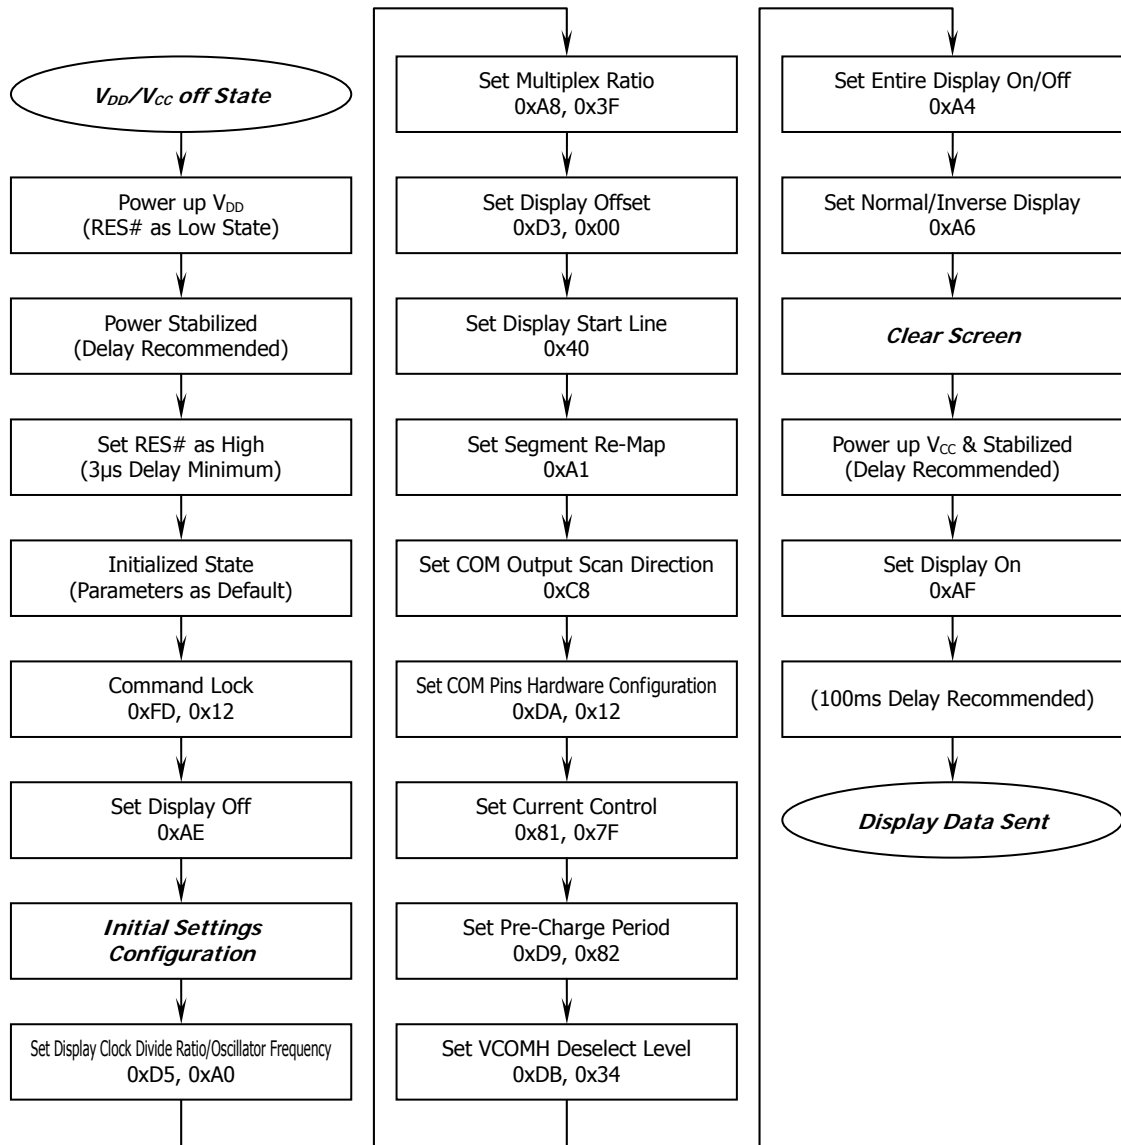 V_DD/V_CC off State
Power up V_DD
(RES# as Low State)
Power Stabilized
(Delay Recommended)
Set RES# as High
(3μs Delay Minimum)
Initialized State
(Parameters as Default)
Command Lock
0xFD, 0x12
Set Display Off
0xAE
Initial Settings
Configuration
Set Display Clock Divide Ratio/Oscillator Frequency
0xD5, 0xA0
Set Multiplex Ratio
0xA8, 0x3F
Set Display Offset
0xD3, 0x00
Set Display Start Line
0x40
Set Segment Re-Map
0xA1
Set COM Output Scan Direction
0xC8
Set COM Pins Hardware Configuration
0xDA, 0x12
Set Current Control
0x81, 0x7F
Set Pre-Charge Period
0xD9, 0x82
Set VCOMH Deselect Level
0xDB, 0x34
Set Entire Display On/Off
0xA4
Set Normal/Inverse Display
0xA6
Clear Screen
Power up V_CC & Stabilized
(Delay Recommended)
Set Display On
0xAF
(100ms Delay Recommended)
Display Data Sent